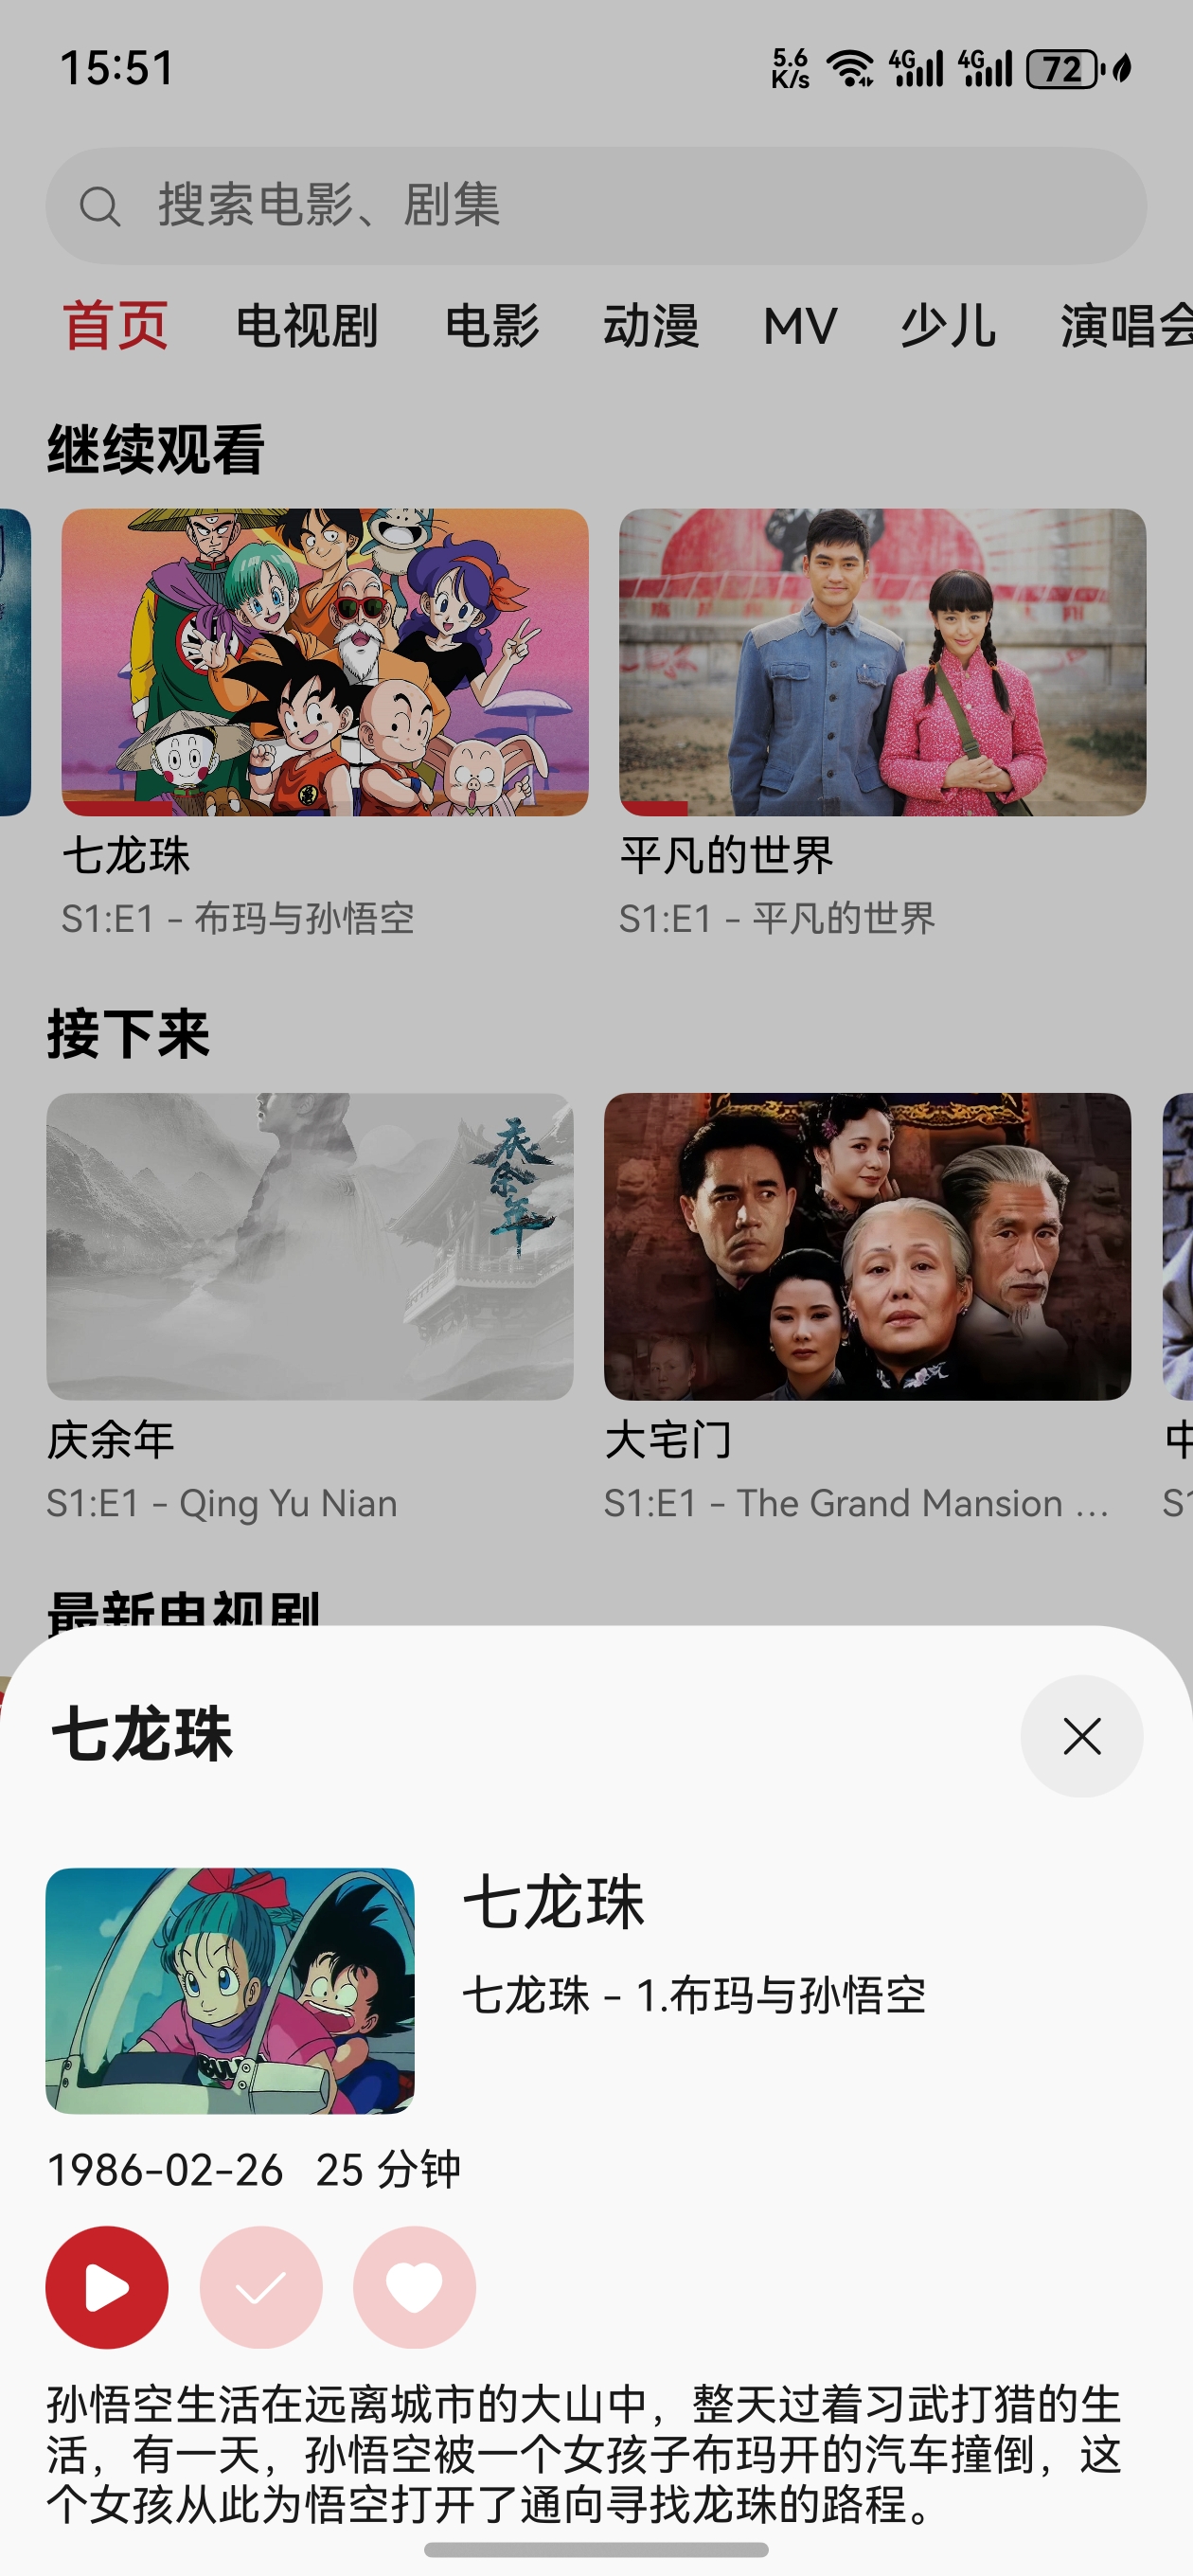 15:51
5.6
K/s
4G
4G
72
搜索电影、剧集
首页 电视剧 电影 动漫 MV 少儿 演唱会
继续观看
七龙珠
S1:E1 - 布玛与孙悟空
平凡的世界
S1:E1 - 平凡的世界
接下来
庆余年
庆余年
S1:E1 - Qing Yu Nian
大宅门
S1:E1 - The Grand Mansion ...
中
S1
最新电视剧
七龙珠
七龙珠
七龙珠 - 1.布玛与孙悟空
1986-02-26 25 分钟
孙悟空生活在远离城市的大山中，整天过着习武打猎的生
活，有一天，孙悟空被一个女孩子布玛开的汽车撞倒，这
个女孩从此为悟空打开了通向寻找龙珠的路程。